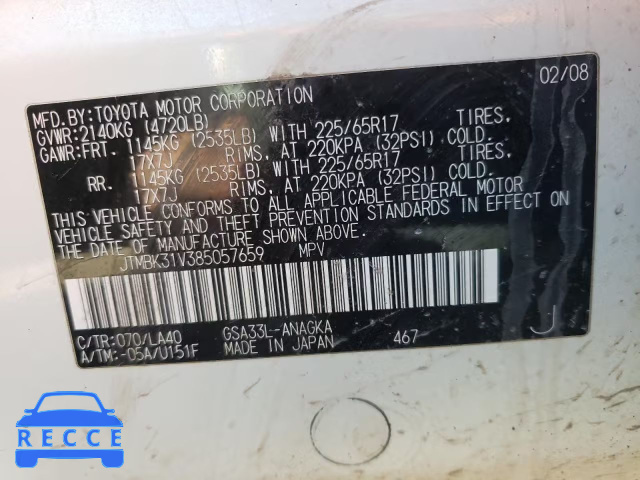 MFD.BY:TOYOTA MOTOR CORPORATION 02/08
GVWR:2140KG (4720LB)
GAWR:FRT. 1145KG (2535LB) WITH 225/65R17 TIRES.
17X7J RIMS, AT 220KPA (32PSI) COLD.
RR. 1145KG (2535LB) WITH 225/65R17 TIRES.
17X7J RIMS, AT 220KPA (32PSI) COLD.
THIS VEHICLE CONFORMS TO ALL APPLICABLE FEDERAL MOTOR
VEHICLE SAFETY AND THEFT PREVENTION STANDARDS IN EFFECT ON
THE DATE OF MANUFACTURE SHOWN ABOVE.
JTMBK31V385057659 MPV
C/TR:070/LA40 GSA33L-ANAGKA
A/TM:-05A/U151F MADE IN JAPAN 467 J
RECCE